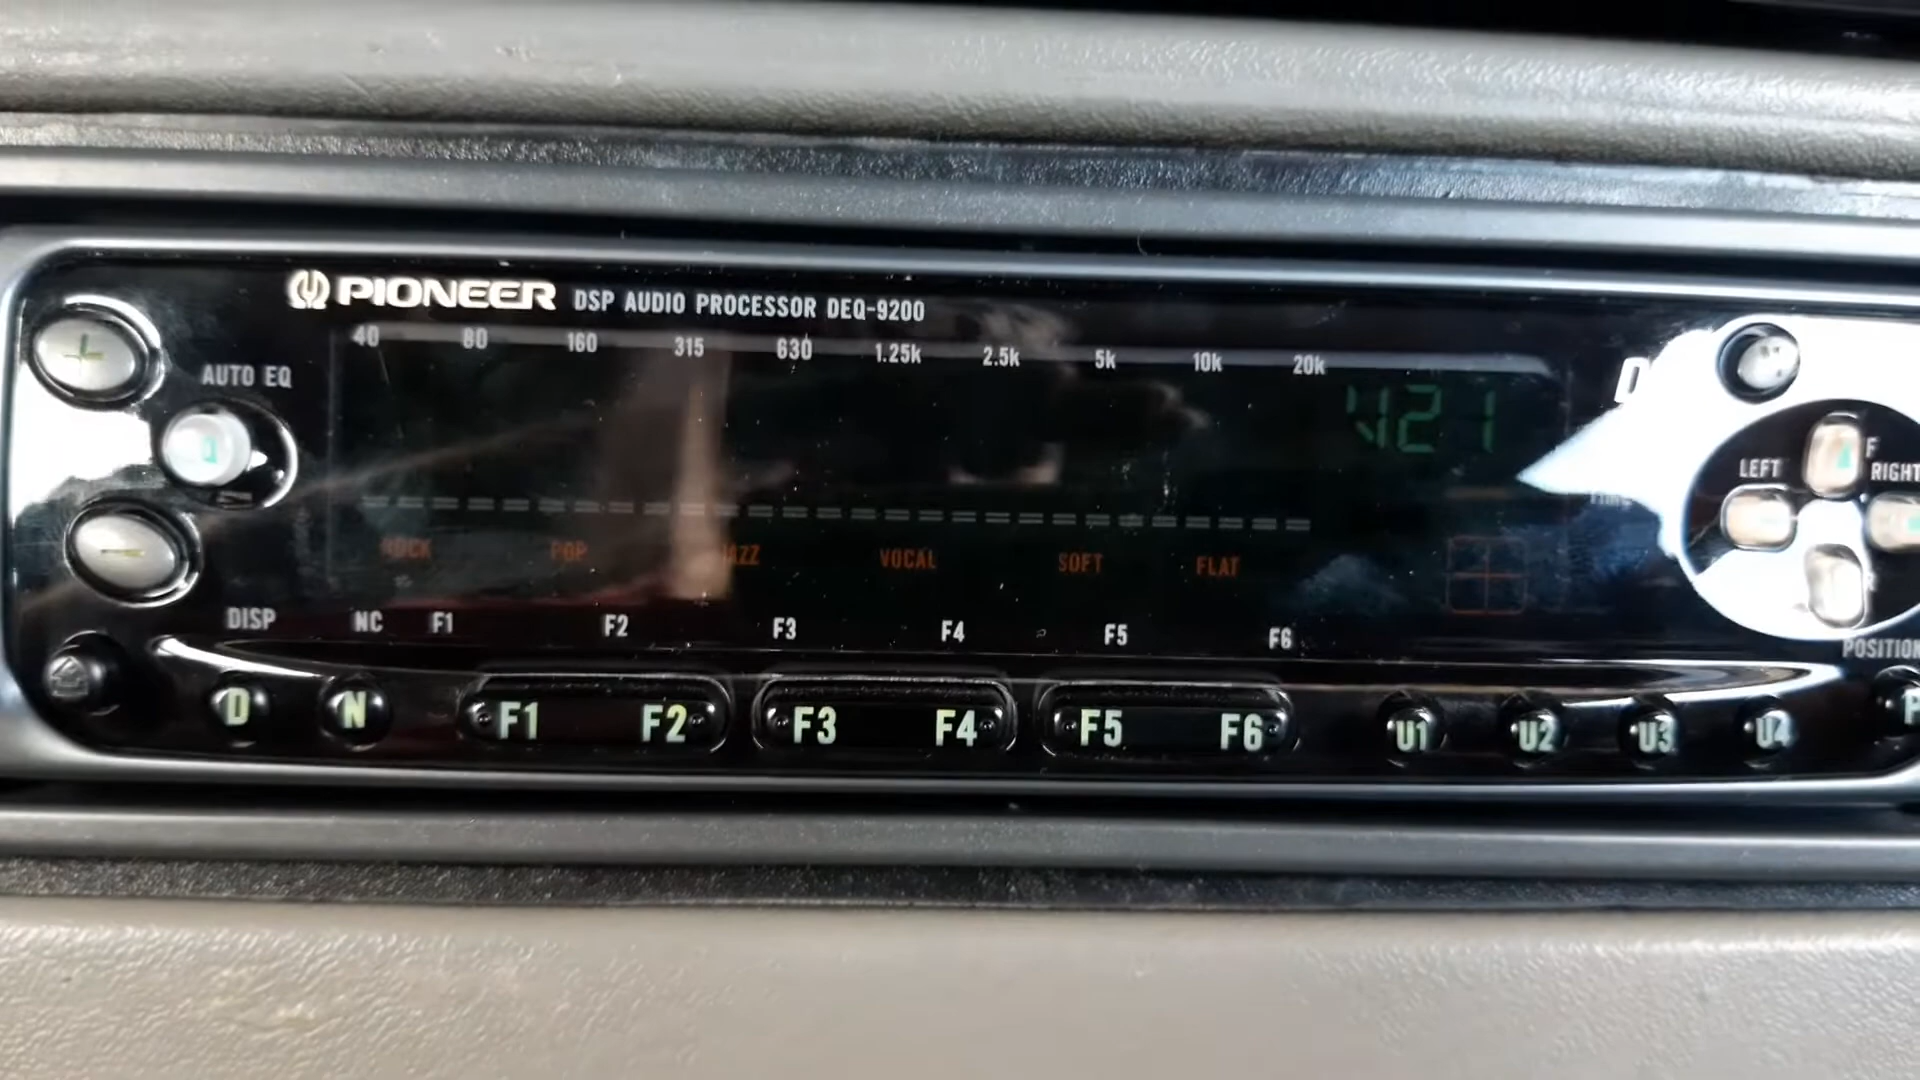 PIONEER DSP AUDIO PROCESSOR DEQ-9200
40 80 160 315 630 1.25k 2.5k 5k 10k 20k
AUTO EQ
V21
D
LEFT F RIGHT
ROCK POP JAZZ VOCAL SOFT FLAT
DISP NC F1 F2 F3 F4 F5 F6
POSITION
D N F1 F2 F3 F4 F5 F6 U1 U2 U3 U4 P